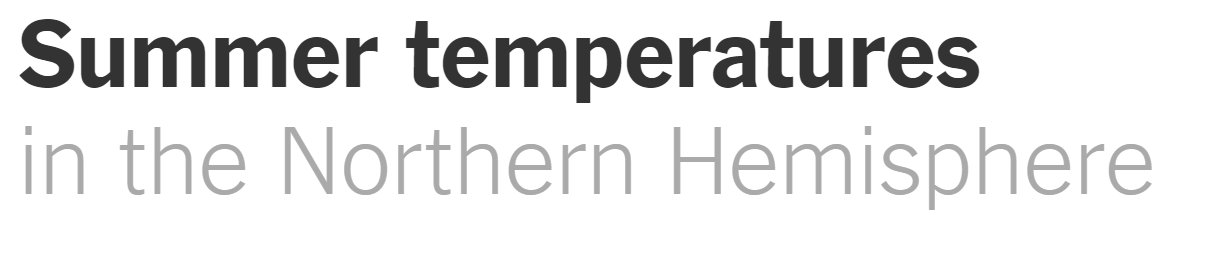 Summer temperatures
in the Northern Hemisphere